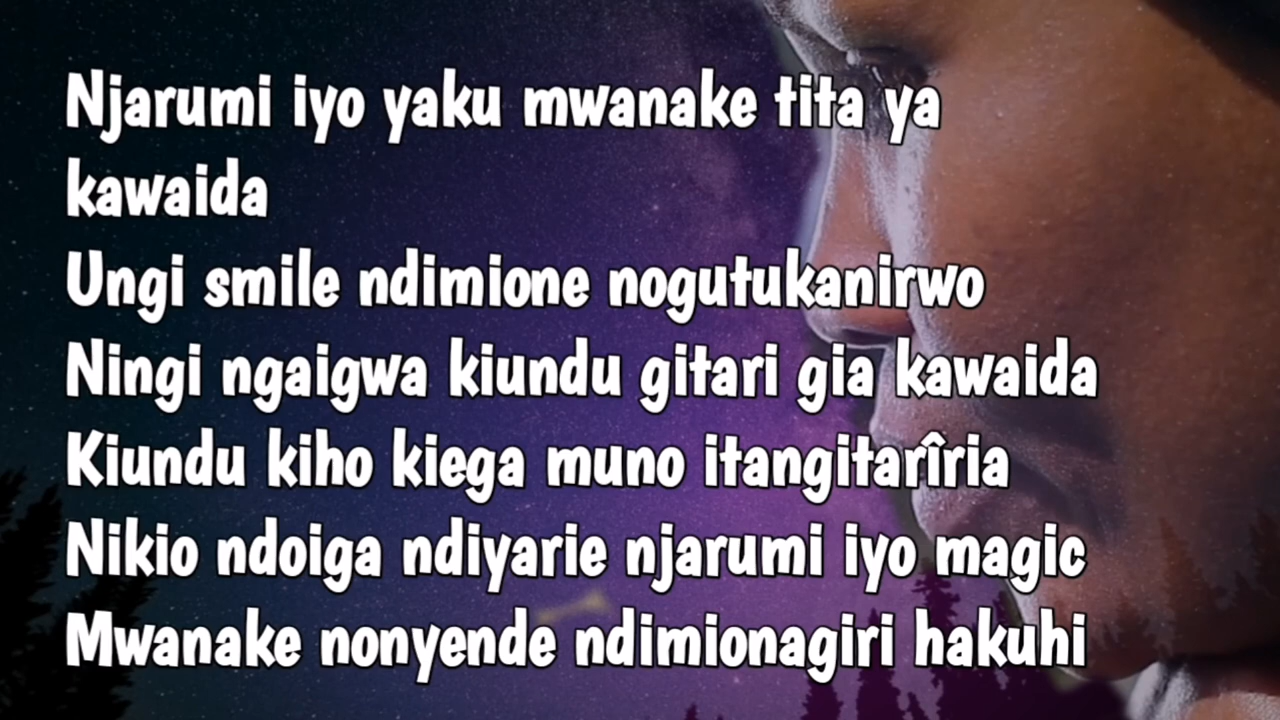 Njarumi iyo yaku mwanake tita ya
kawaida
Ungi smile ndimione nogutukanirwo
Ningi ngaigwa kiundu gitari gia kawaida
Kiundu kiho kiega muno itangitarîria
Nikio ndoiga ndiyarie njarumi iyo magic
Mwanake nonyende ndimionagiri hakuhi